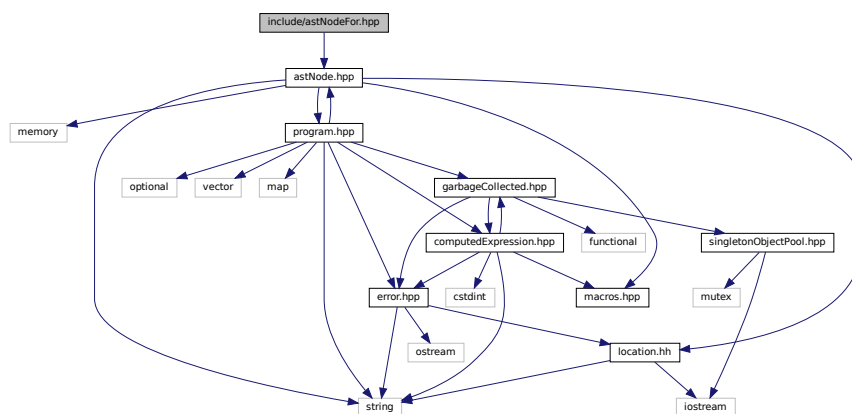 include/astNodeFor.hpp
astNode.hpp
memory
program.hpp
optional
vector
map
garbageCollected.hpp
computedExpression.hpp
functional
singletonObjectPool.hpp
error.hpp
cstdint
macros.hpp
mutex
ostream
location.hh
string
iostream